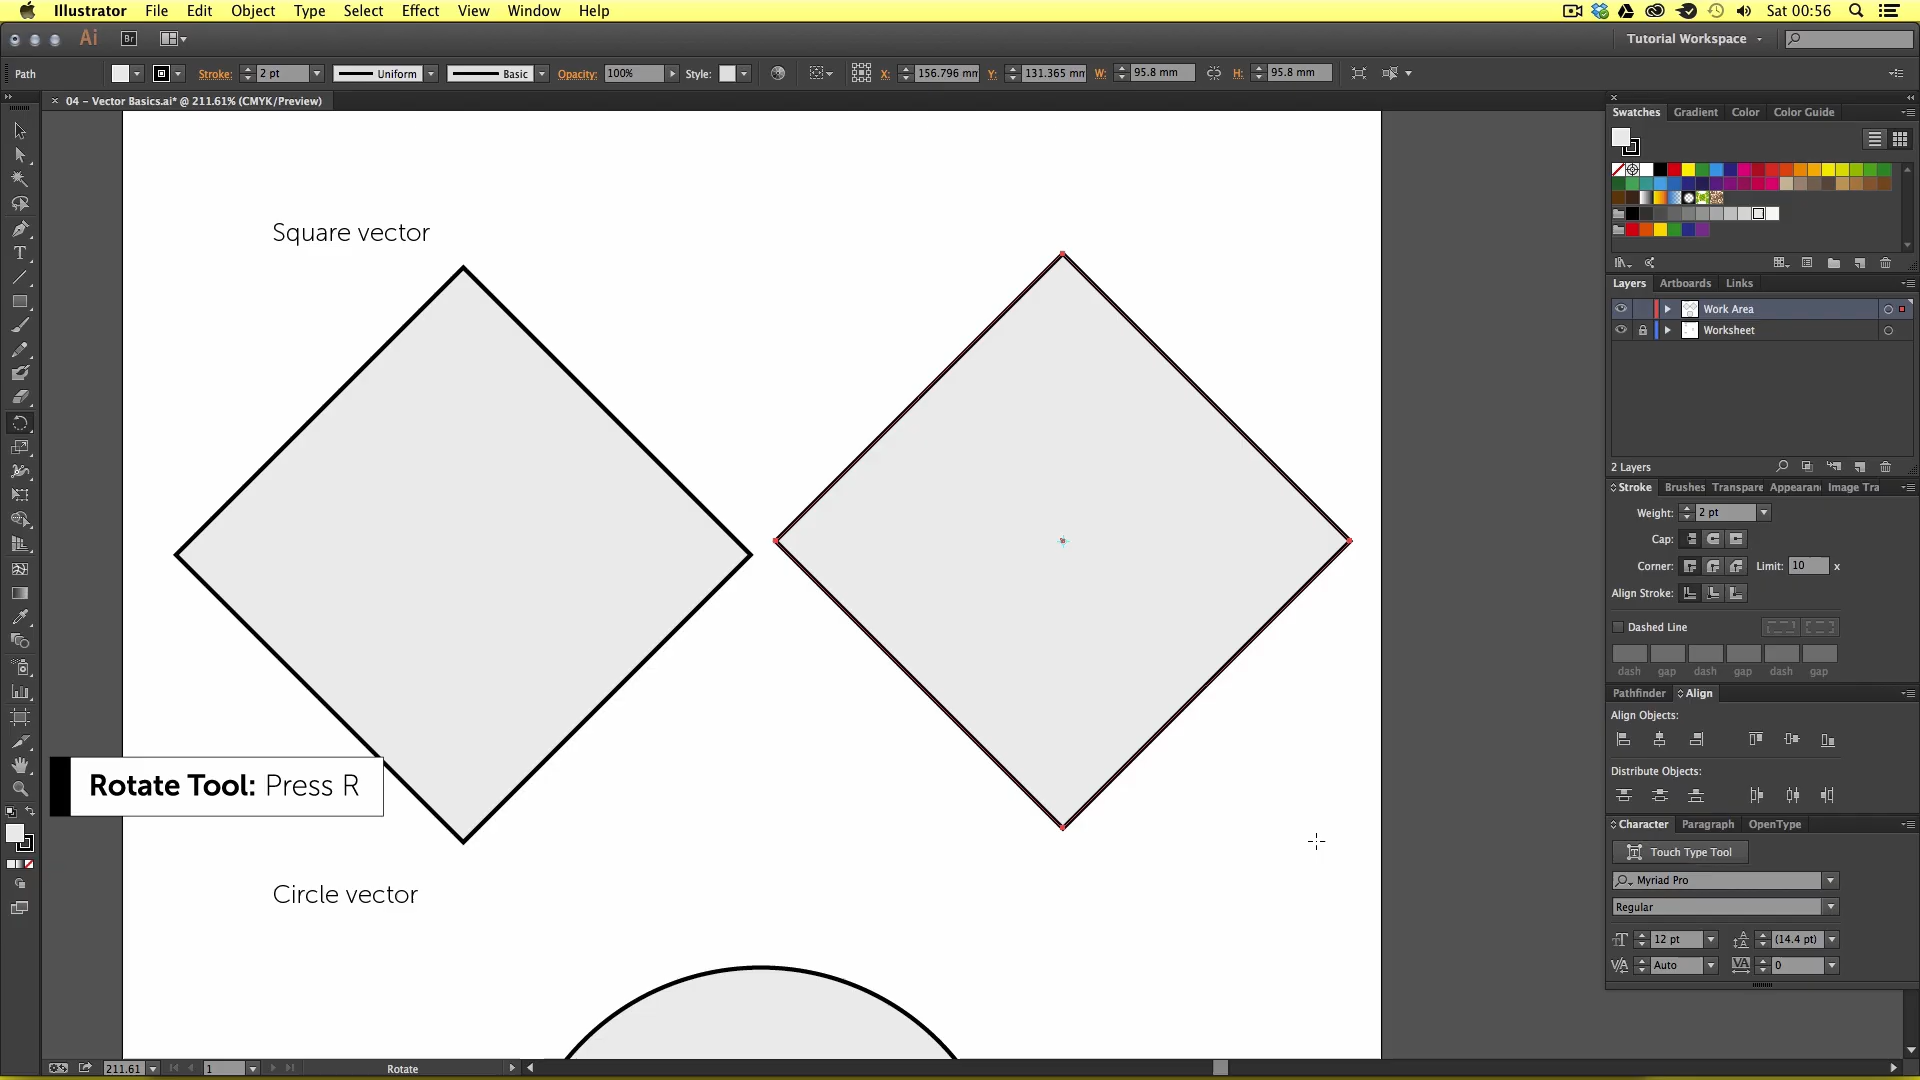 Illustrator File Edit Object Type Select Effect View Window Help Sat 00:56
Ai Br Tutorial Workspace
Path Stroke: 2 pt Uniform Basic Opacity: 100% Style: X: 156.796 mm Y: 131.365 mm W: 95.8 mm H: 95.8 mm
× 04 – Vector Basics.ai* @ 211.61% (CMYK/Preview)
Swatches Gradient Color Color Guide
Square vector
Layers Artboards Links
Work Area
Worksheet
2 Layers
Stroke Brushes Transpare Appearan Image Tra
Weight: 2 pt
Cap:
Corner: Limit: 10 x
Align Stroke:
Dashed Line
dash gap dash gap dash gap
Pathfinder Align
Align Objects:
Distribute Objects:
Rotate Tool: Press R
Character Paragraph OpenType
Touch Type Tool
Myriad Pro
Circle vector
Regular
12 pt (14.4 pt)
Auto 0
211.61 1 Rotate